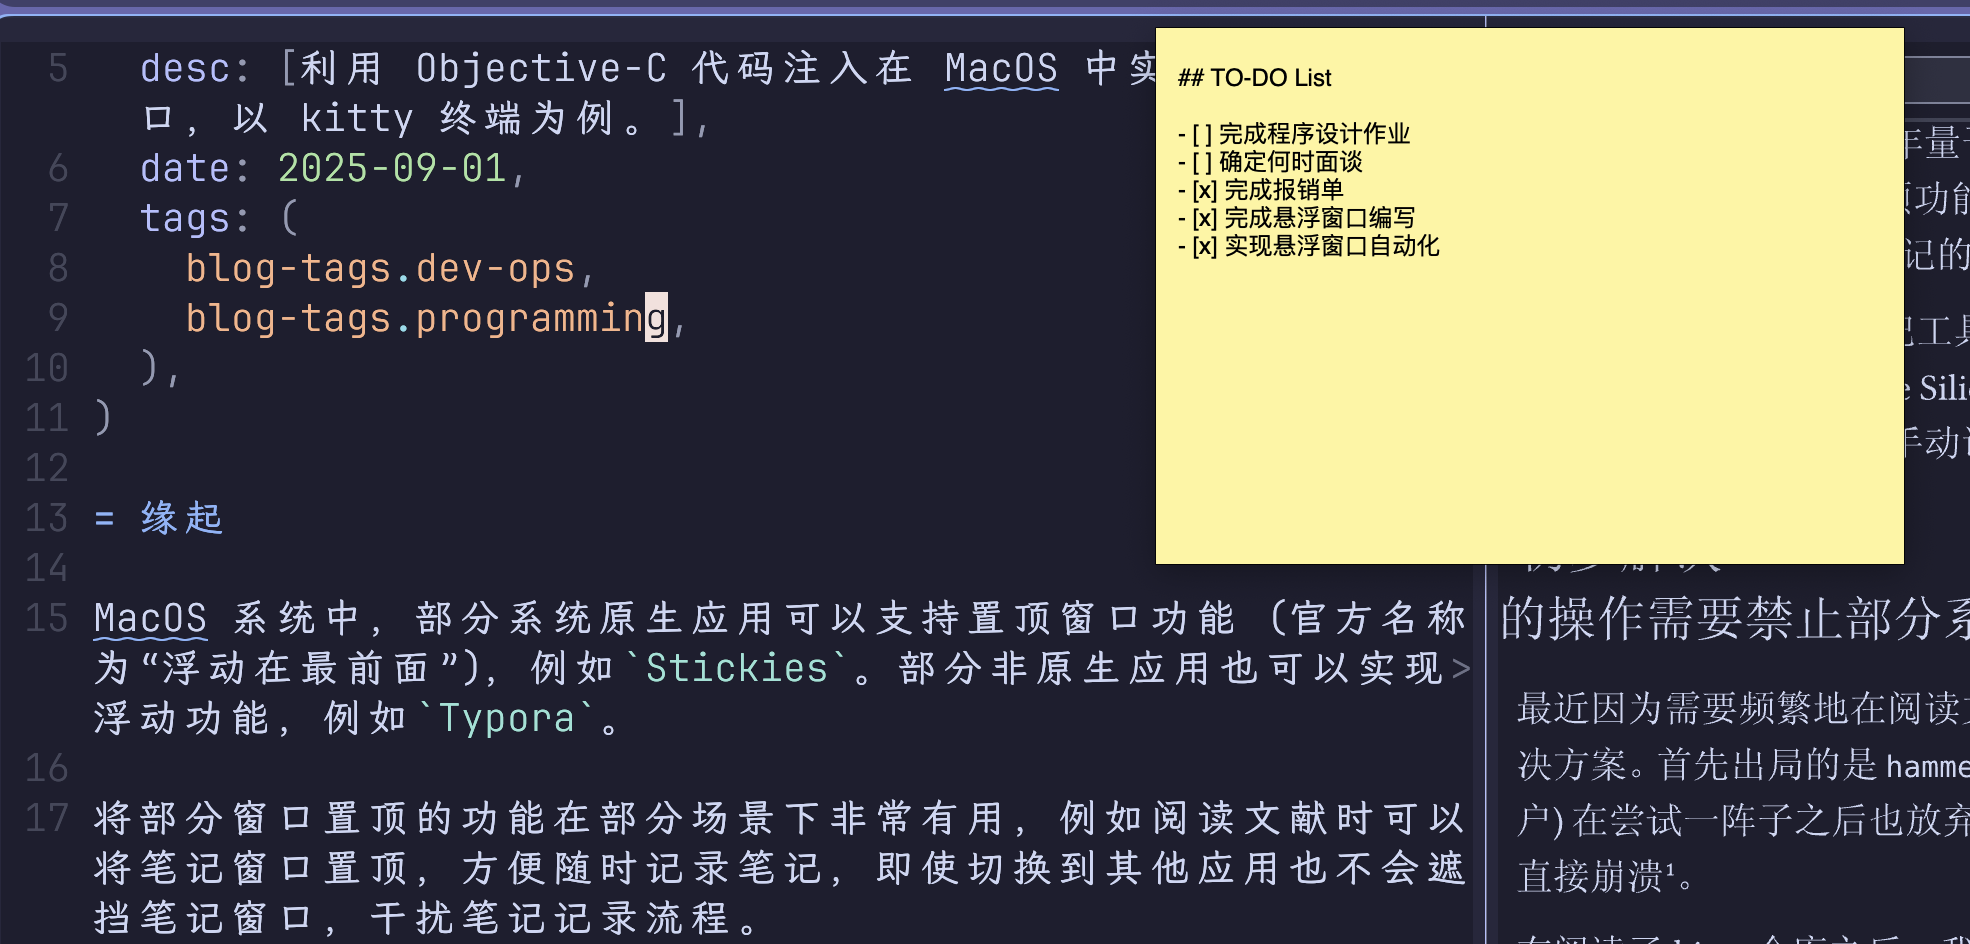 5 desc: [利用 Objective-C 代码注入在 MacOS 中实
口，以 kitty 终端为例。],
6 date: 2025-09-01,
7 tags: (
8 blog-tags.dev-ops,
9 blog-tags.programming,
10 ),
11 )
12
13 = 缘起
14
15 MacOS 系统中，部分系统原生应用可以支持置顶窗口功能（官方名称
为“浮动在最前面”)，例如`Stickies`。部分非原生应用也可以实现>
浮动功能，例如`Typora`。
16
17 将部分窗口置顶的功能在部分场景下非常有用，例如阅读文献时可以
将笔记窗口置顶，方便随时记录笔记，即使切换到其他应用也不会遮
挡笔记窗口，干扰笔记记录流程。
## TO-DO List
- [ ] 完成程序设计作业
- [ ] 确定何时面谈
- [x] 完成报销单
- [x] 完成悬浮窗口编写
- [x] 实现悬浮窗口自动化
量
功能
记的
工具
Sili
手动
的操作需要禁止部分系
最近因为需要频繁地在阅读文
决方案。首先出局的是 hamme
户) 在尝试一阵子之后也放弃
直接崩溃¹。